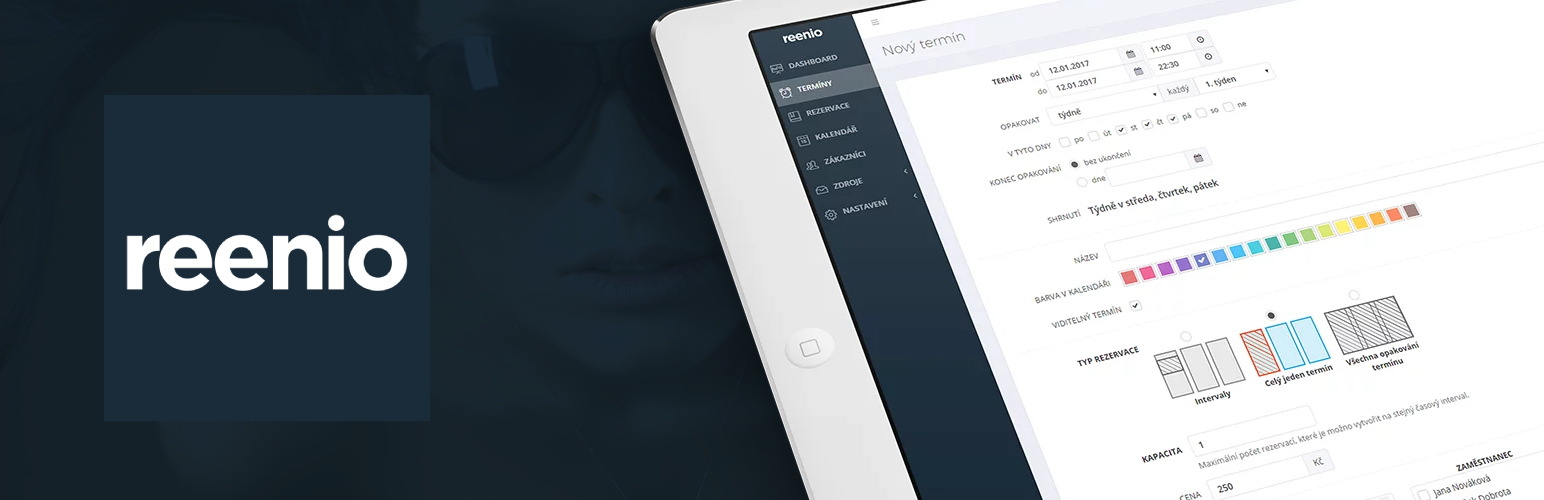 reenio
reenio
DASHBOARD
TERMÍNY
REZERVACE
KALENDÁŘ
ZÁKAZNÍCI
ZDROJE
NASTAVENÍ
Nový termín
TERMÍN od 12.01.2017 11:00
do 12.01.2017 22:30
OPAKOVAT týdně každý 1. týden
V TYTO DNY po út st čt pá so ne
KONEC OPAKOVÁNÍ bez ukončení
dne
SHRNUTÍ Týdně v středa, čtvrtek, pátek
NÁZEV
BARVA V KALENDÁŘI
VIDITELNÝ TERMÍN
TYP REZERVACE
Intervaly
Celý jeden termín
Všechna opakování
termínu
KAPACITA 1
Maximální počet rezervací, které je možno vytvořit na stejný časový interval.
CENA 250 Kč
ZAMĚSTNANEC
Jana Nováková
Dobrota